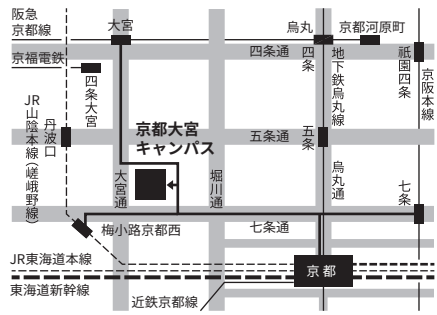 阪急
京都線
大宮
烏丸
京都河原町
四条通
四条
地下鉄烏丸線
祇園四条
京阪本線
京福電鉄
四条大宮
JR山陰本線(嵯峨野線)
丹波口
京都大宮
キャンパス
五条通
五条
大宮通
堀川通
烏丸通
七条
梅小路京都西
七条通
JR東海道本線
京都
東海道新幹線
近鉄京都線